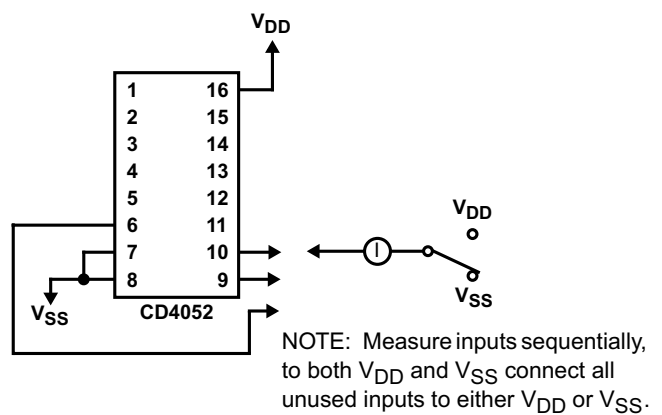 VDD
1 16
2 15
3 14
4 13
5 12
6 11
7 10
8 9
VSS
CD4052
I
VDD
VSS
NOTE: Measure inputs sequentially,
to both VDD and VSS connect all
unused inputs to either VDD or VSS.